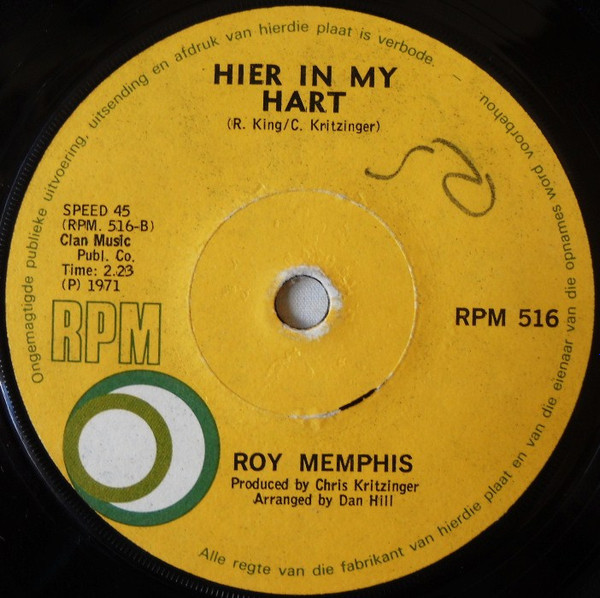 Ongemagtigde publieke uitvoering, uitsending en afdruk van hierdie plaat is verbode.
HIER IN MY
HART
(R. King/C. Kritzinger)
SPEED 45
(RPM. 516-B)
Clan Music
Publ. Co.
Time: 2.23
(P) 1971
RPM
RPM 516
ROY MEMPHIS
Produced by Chris Kritzinger
Arranged by Dan Hill
Alle regte van die fabrikant van hierdie plaat en van die eienaar van die opnames word voorbehou.